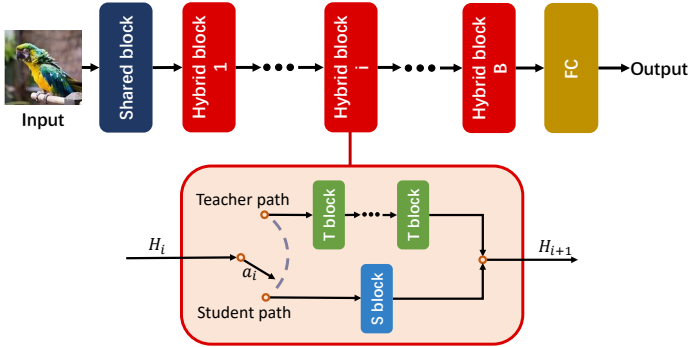 Input
Shared block
Hybrid block
1
Hybrid block
i
Hybrid block
B
FC
Output
Teacher path
T block
T block
H_i
a_i
H_{i+1}
Student path
S block